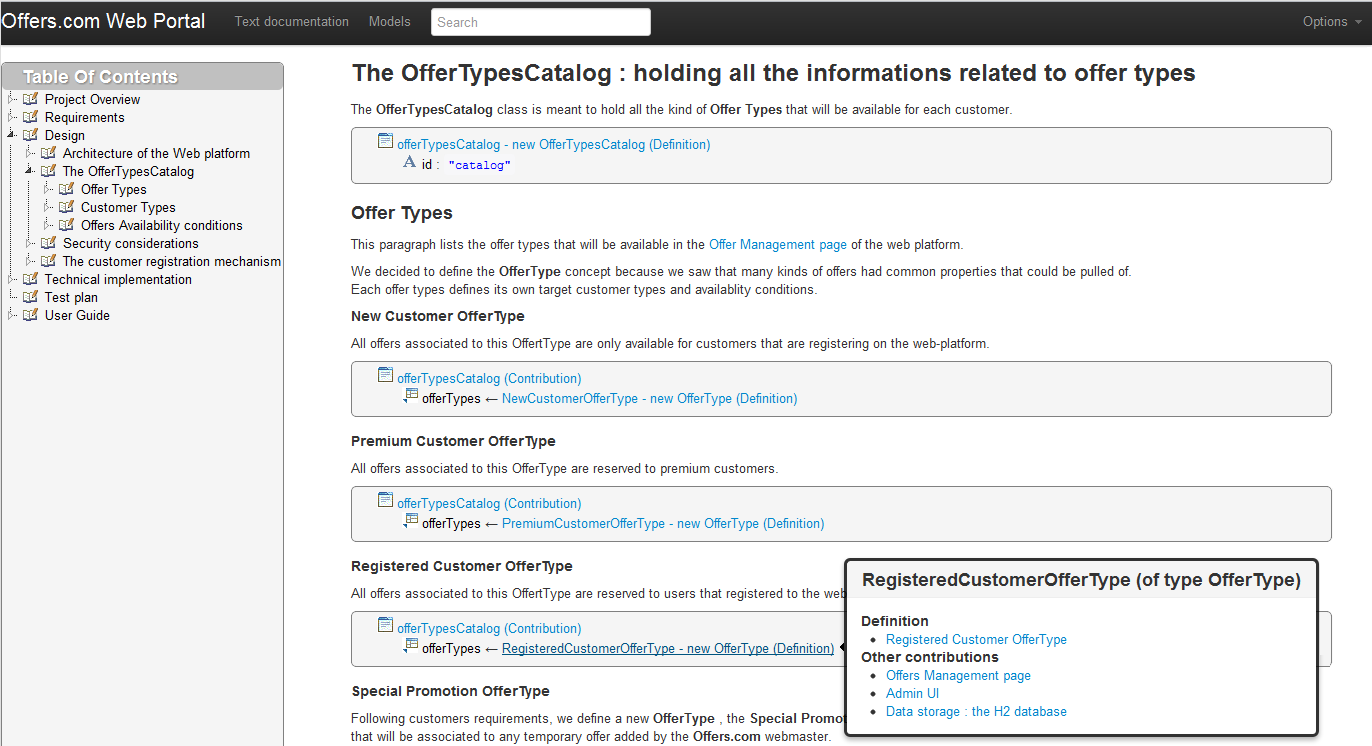 Offers.com Web Portal Text documentation Models Search Options
Table Of Contents
Project Overview
Requirements
Design
Architecture of the Web platform
The OfferTypesCatalog
Offer Types
Customer Types
Offers Availability conditions
Security considerations
The customer registration mechanism
Technical implementation
Test plan
User Guide
The OfferTypesCatalog : holding all the informations related to offer types
The OfferTypesCatalog class is meant to hold all the kind of Offer Types that will be available for each customer.
offerTypesCatalog - new OfferTypesCatalog (Definition)
A id : "catalog"
Offer Types
This paragraph lists the offer types that will be available in the Offer Management page of the web platform.
We decided to define the OfferType concept because we saw that many kinds of offers had common properties that could be pulled of.
Each offer types defines its own target customer types and availablity conditions.
New Customer OfferType
All offers associated to this OffertType are only available for customers that are registering on the web-platform.
offerTypesCatalog (Contribution)
offerTypes ← NewCustomerOfferType - new OfferType (Definition)
Premium Customer OfferType
All offers associated to this OfferType are reserved to premium customers.
offerTypesCatalog (Contribution)
offerTypes ← PremiumCustomerOfferType - new OfferType (Definition)
Registered Customer OfferType
All offers associated to this OffertType are reserved to users that registered to the web
offerTypesCatalog (Contribution)
offerTypes ← RegisteredCustomerOfferType - new OfferType (Definition)
Special Promotion OfferType
Following customers requirements, we define a new OfferType , the Special Promot
that will be associated to any temporary offer added by the Offers.com webmaster.
RegisteredCustomerOfferType (of type OfferType)
Definition
• Registered Customer OfferType
Other contributions
• Offers Management page
• Admin UI
• Data storage : the H2 database